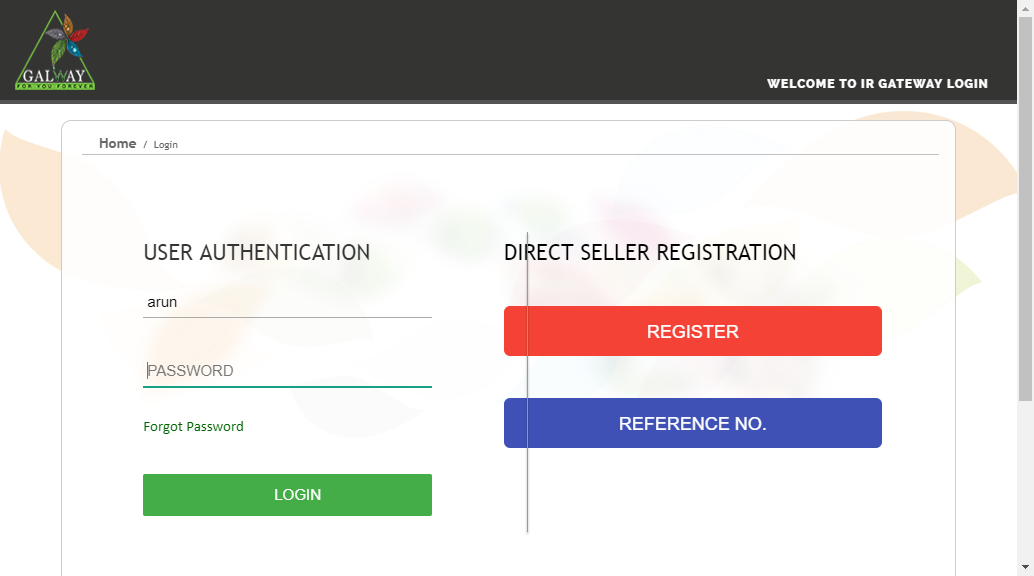 GALWAY
FOR YOU FOREVER
WELCOME TO IR GATEWAY LOGIN
Home / Login
USER AUTHENTICATION
arun
PASSWORD
Forgot Password
LOGIN
DIRECT SELLER REGISTRATION
REGISTER
REFERENCE NO.